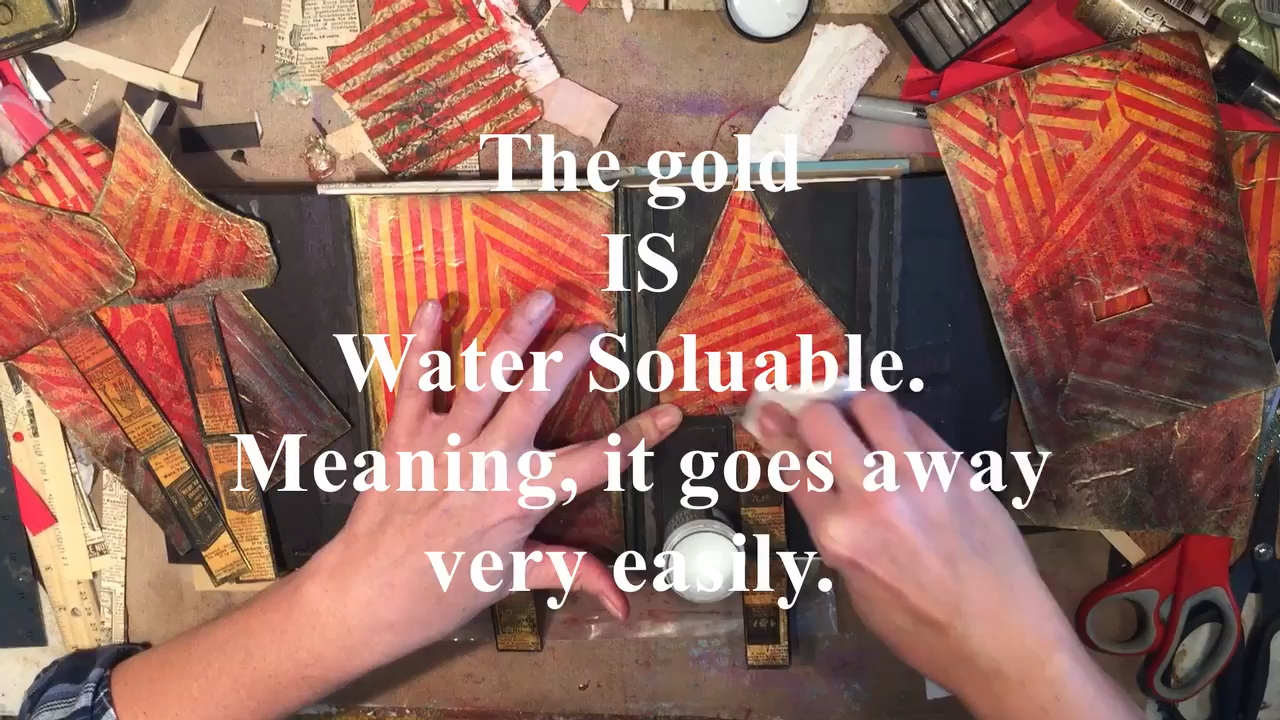 The gold
IS
Water Soluable.
Meaning, it goes away
very easily.